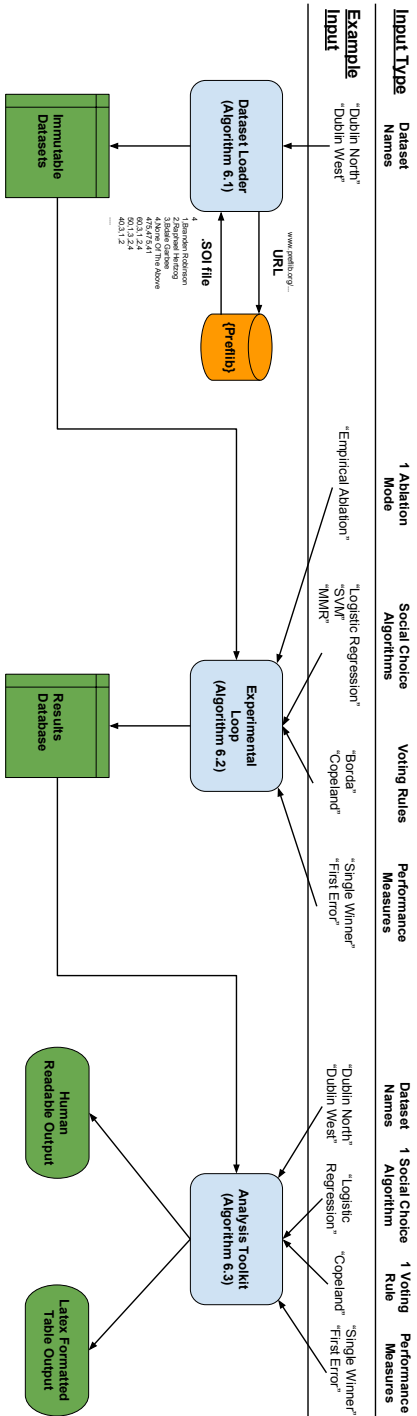 Input Type
Dataset
Names
1 Ablation
Mode
Social Choice
Algorithms
Voting Rules
Performance
Measures
Dataset
Names
1 Social Choice
Algorithm
1 Voting
Rule
Performance
Measures
Example
Input
“Dublin North”
“Dublin West”
“Empirical Ablation”
“Logistic Regression”
“SVM”
“MMR”
“Borda”
“Copeland”
“Single Winner”
“First Error”
“Dublin North”
“Dublin West”
“Logistic
Regression”
“Copeland”
“Single Winner”
“First Error”
Dataset Loader
(Algorithm 6.1)
www.preflib.org/...
URL
{Preflib}
.SOI file
4
1,Branden Robinson
2,Raphael Hertzog
3,Bdale Garbee
4,None Of The Above
475,475,41
60,3,1,2,4
50,1,3,2,4
40,3,1,2
...
Experimental
Loop
(Algorithm 6.2)
Analysis Toolkit
(Algorithm 6.3)
Immutable
Datasets
Results
Database
Human
Readable Output
Latex Formatted
Table Output